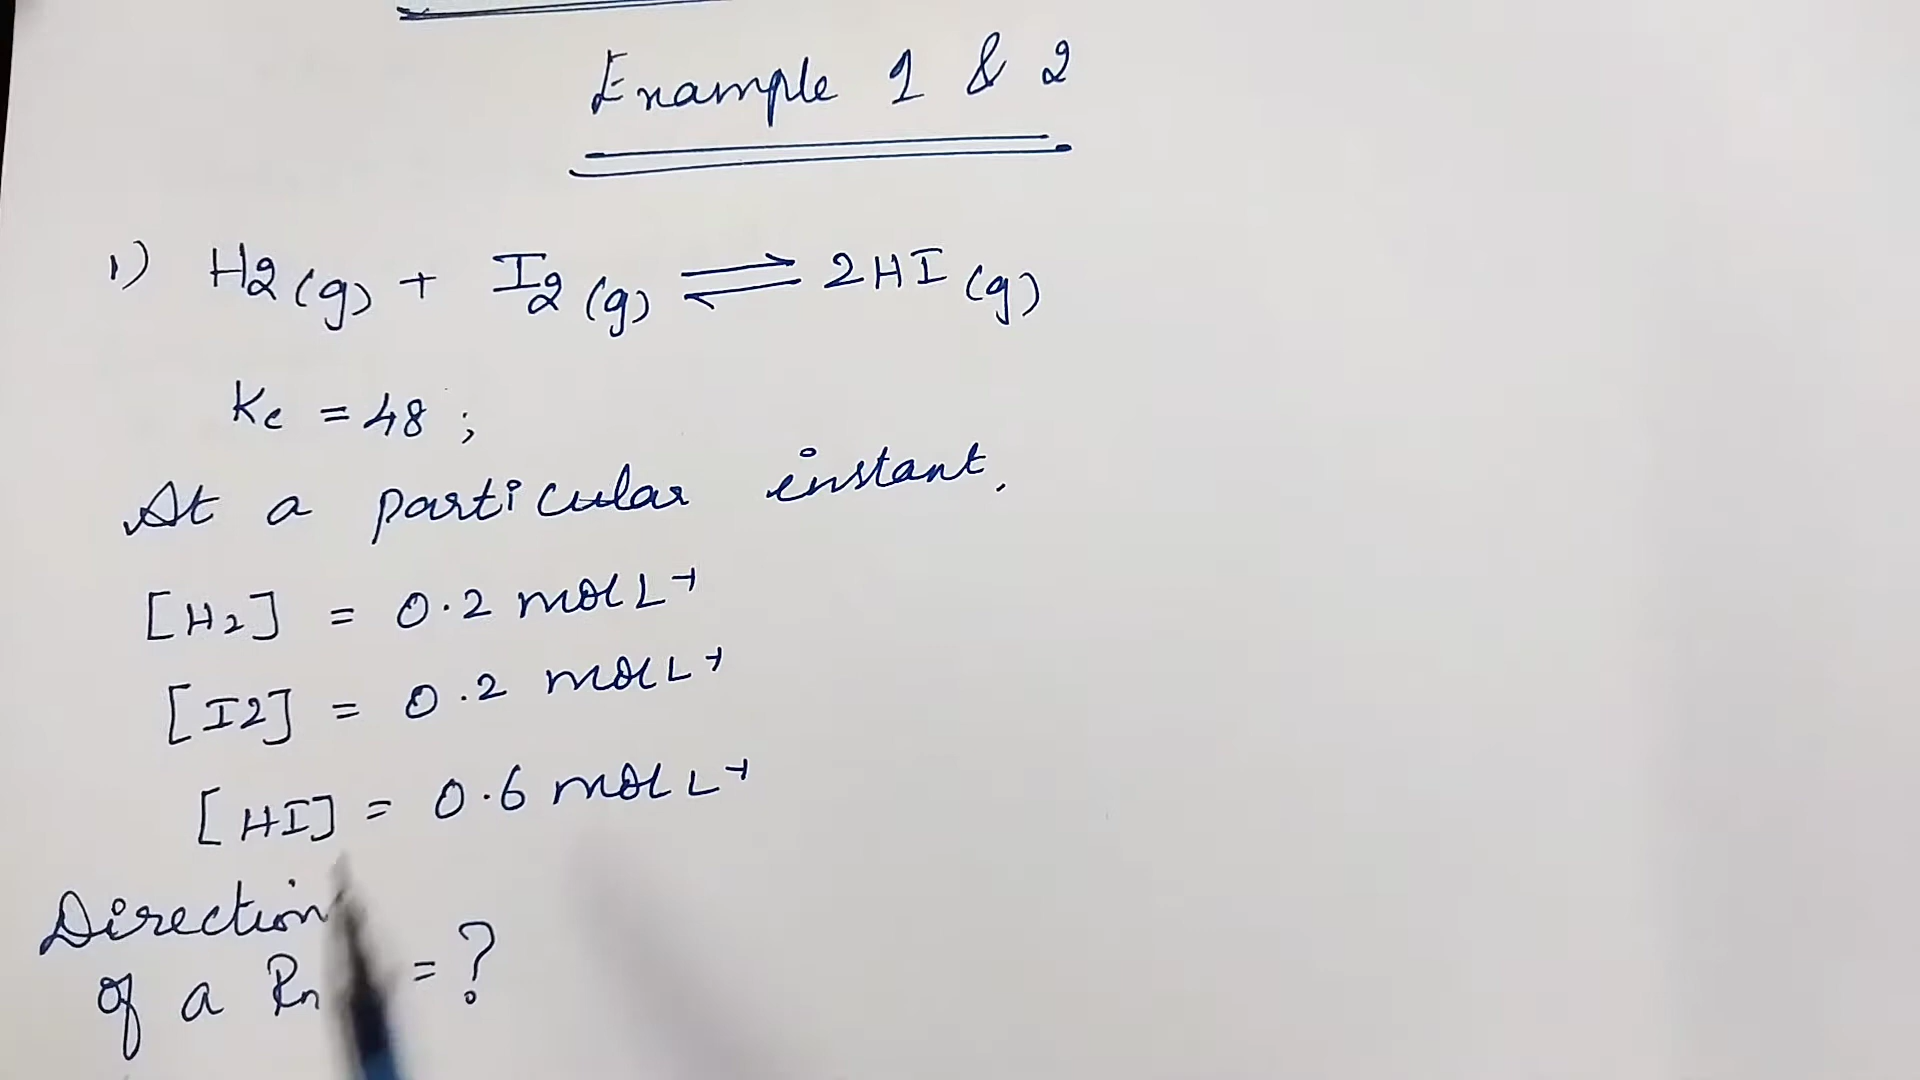 Example 1 & 2
1) H2(g) + I2(g) ⇌ 2HI(g)
Kc = 48 ;
At a particular instant,
[H2] = 0.2 mol L⁻¹
[I2] = 0.2 mol L⁻¹
[HI] = 0.6 mol L⁻¹
Direction
of a Rn = ?